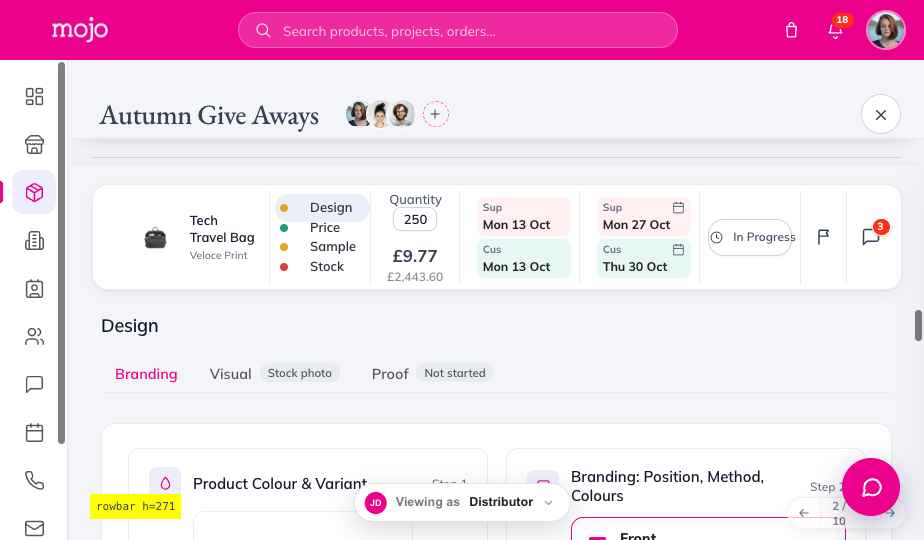 mojo
Search products, projects, orders...
18
Autumn Give Aways
Tech
Travel Bag
Veloce Print
Design
Price
Sample
Stock
Quantity
250
£9.77
£2,443.60
Sup
Mon 13 Oct
Cus
Mon 13 Oct
Sup
Mon 27 Oct
Cus
Thu 30 Oct
In Progress
3
Design
Branding
Visual
Stock photo
Proof
Not started
Product Colour & Variant
Step 1
Branding: Position, Method,
Colours
Step 2
rowbar h=271
JD Viewing as Distributor
2 /
10
Front